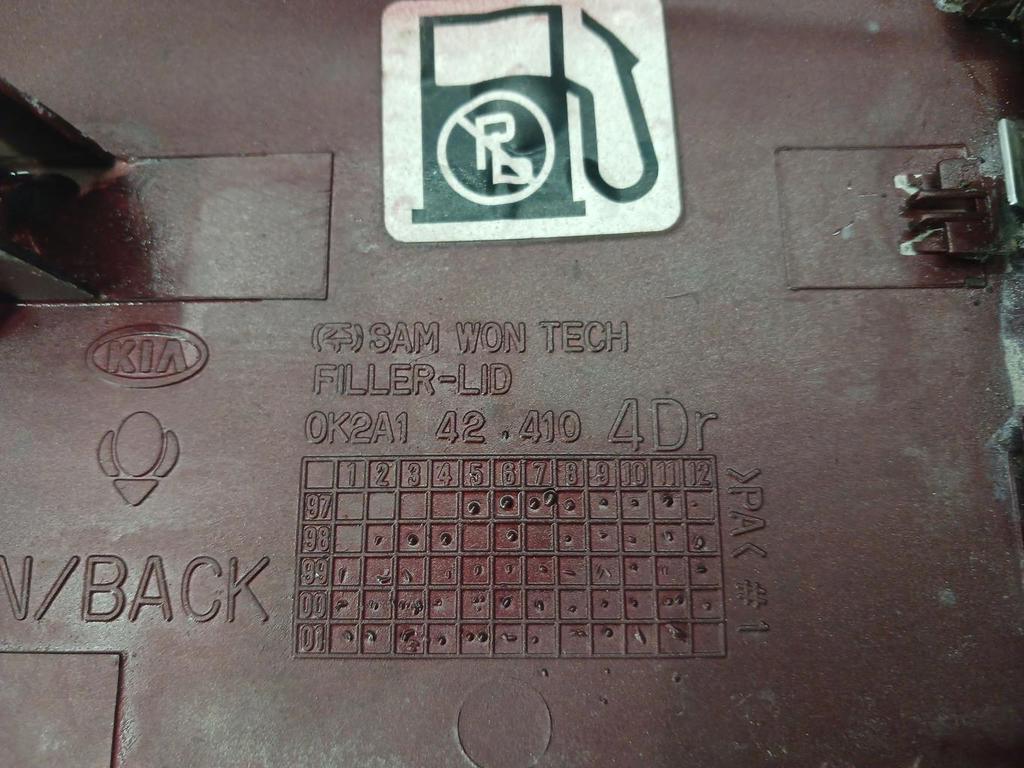 Pb
KIA
SAM WON TECH
FILLER-LID
0K2A1 42.410 4Dr
1 2 3 4 5 6 7 8 9 10 11 12
97
98
99
00
01
>PA< #1
N/BACK